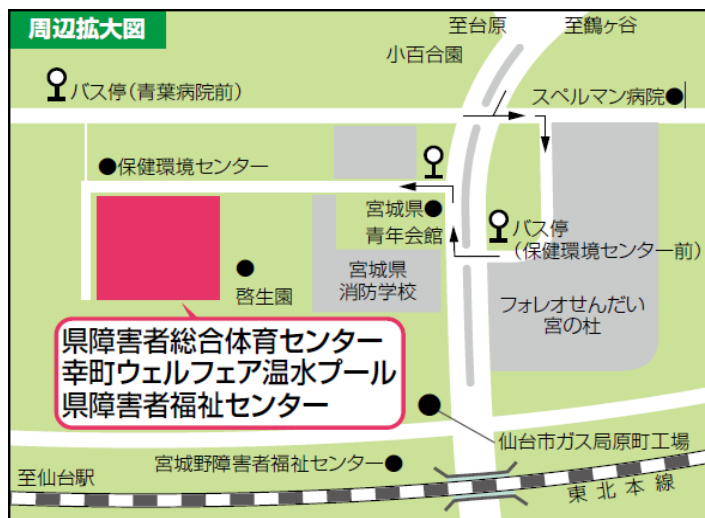 周辺拡大図
至台原
至鶴ヶ谷
小百合園
バス停(青葉病院前)
スペルマン病院●
●保健環境センター
宮城県●
青年会館
バス停
(保健環境センター前)
●
啓生園
宮城県
消防学校
フォレオせんだい
宮の杜
県障害者総合体育センター
幸町ウェルフェア温水プール
県障害者福祉センター
仙台市ガス局原町工場
宮城野障害者福祉センター●
至仙台駅
東北本線